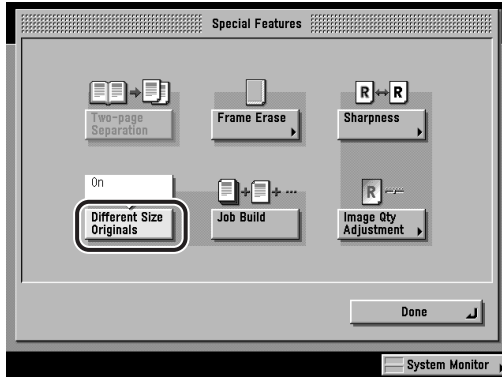 Special Features
Two-page
Separation
Frame Erase
R R
Sharpness
On
Different Size
Originals
+ + ...
Job Build
R
Image Qty
Adjustment
Done
System Monitor